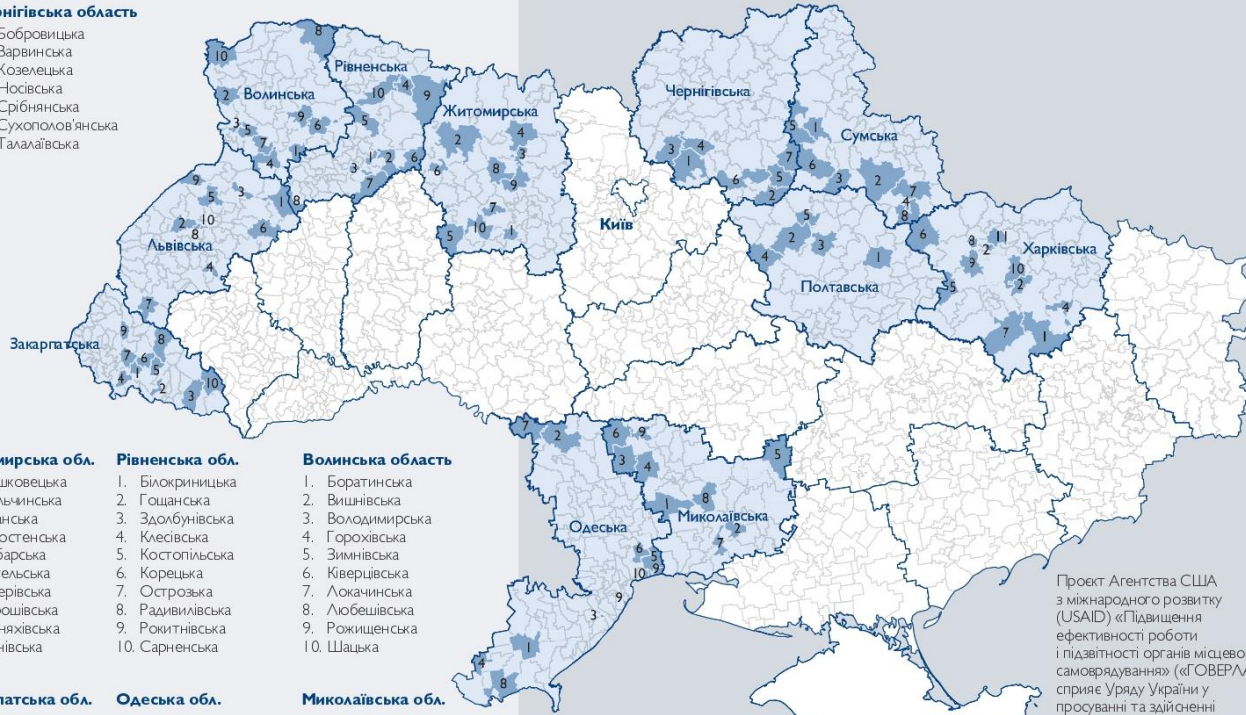 нігівська область
Бобровицька
Варвинська
Козелецька
Носівська
Срібнянська
Сухополов'янська
Талалаївська
Волинська
Рівненська
Житомирська
Чернігівська
Сумська
Львівська
Київ
Полтавська
Харківська
Закарпатська
Одеська
Миколаївська
мирська обл.
шковецька
льчинська
нська
остенська
барська
ельська
ерівська
рошівська
няхівська
нівська
Рівненська обл.
1. Білокриницька
2. Гощанська
3. Здолбунівська
4. Клесівська
5. Костопільська
6. Корецька
7. Острозька
8. Радивилівська
9. Рокитнівська
10. Сарненська
Волинська область
1. Боратинська
2. Вишнівська
3. Володимирська
4. Горохівська
5. Зимнівська
6. Ківерцівська
7. Локачинська
8. Любешівська
9. Рожищенська
10. Шацька
патська обл.
Одеська обл.
Миколаївська обл.
Проєкт Агентства США
з міжнародного розвитку
(USAID) «Підвищення
ефективності роботи
і підзвітності органів місцево
самоврядування» («ГОВЕРЛА
сприяє Уряду України у
просуванні та здійсненні